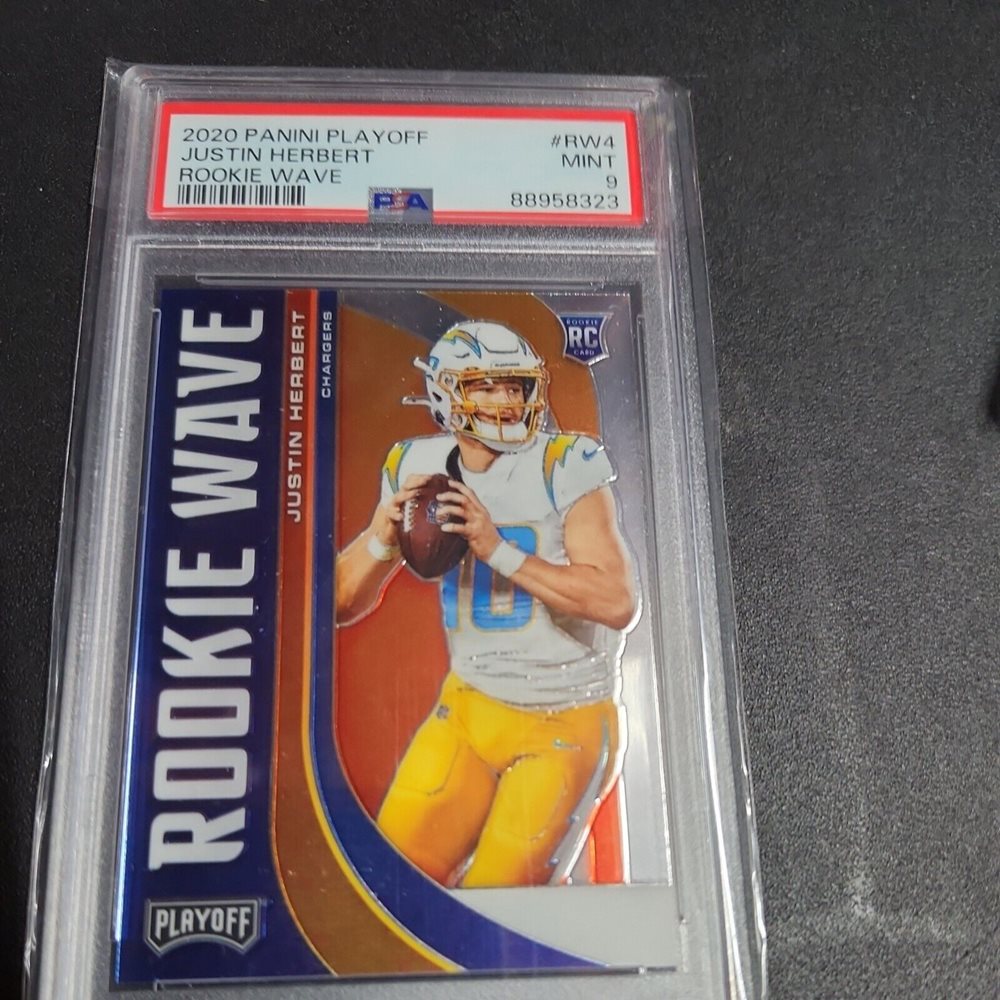 2020 PANINI PLAYOFF #RW4
JUSTIN HERBERT MINT
ROOKIE WAVE 9
PSA 88958323
ROOKIE WAVE
JUSTIN HERBERT
CHARGERS
ROOKIE
RC
CARD
10
PLAYOFF